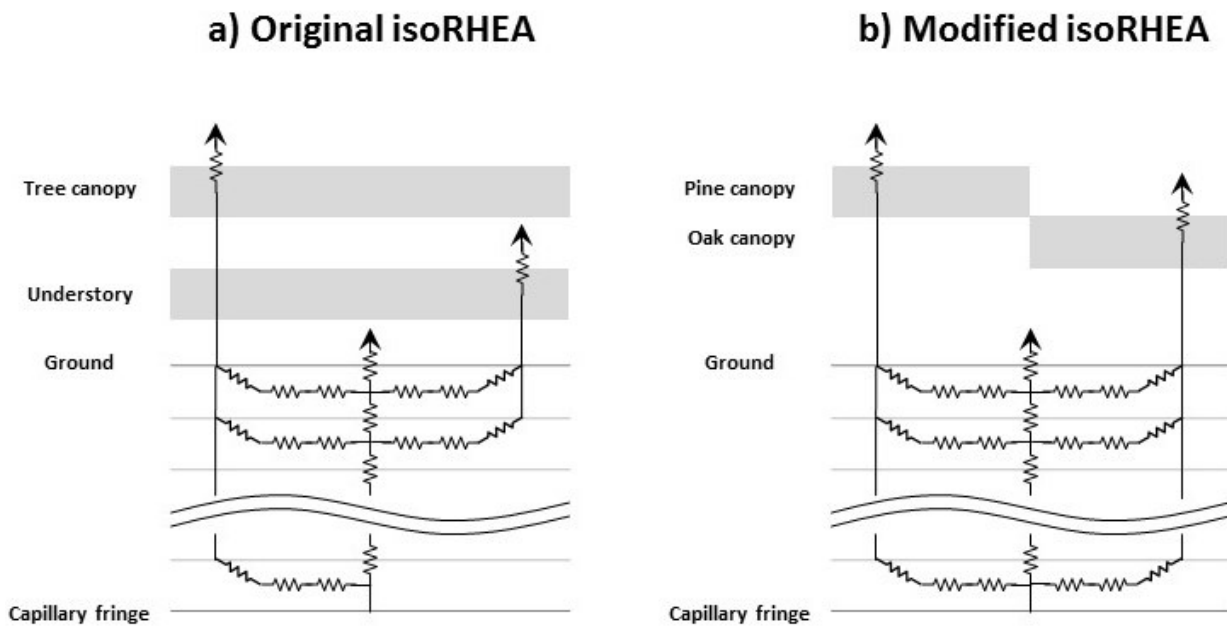 a) Original isoRHEA
Tree canopy
Understory
Ground
Capillary fringe
b) Modified isoRHEA
Pine canopy
Oak canopy
Ground
Capillary fringe